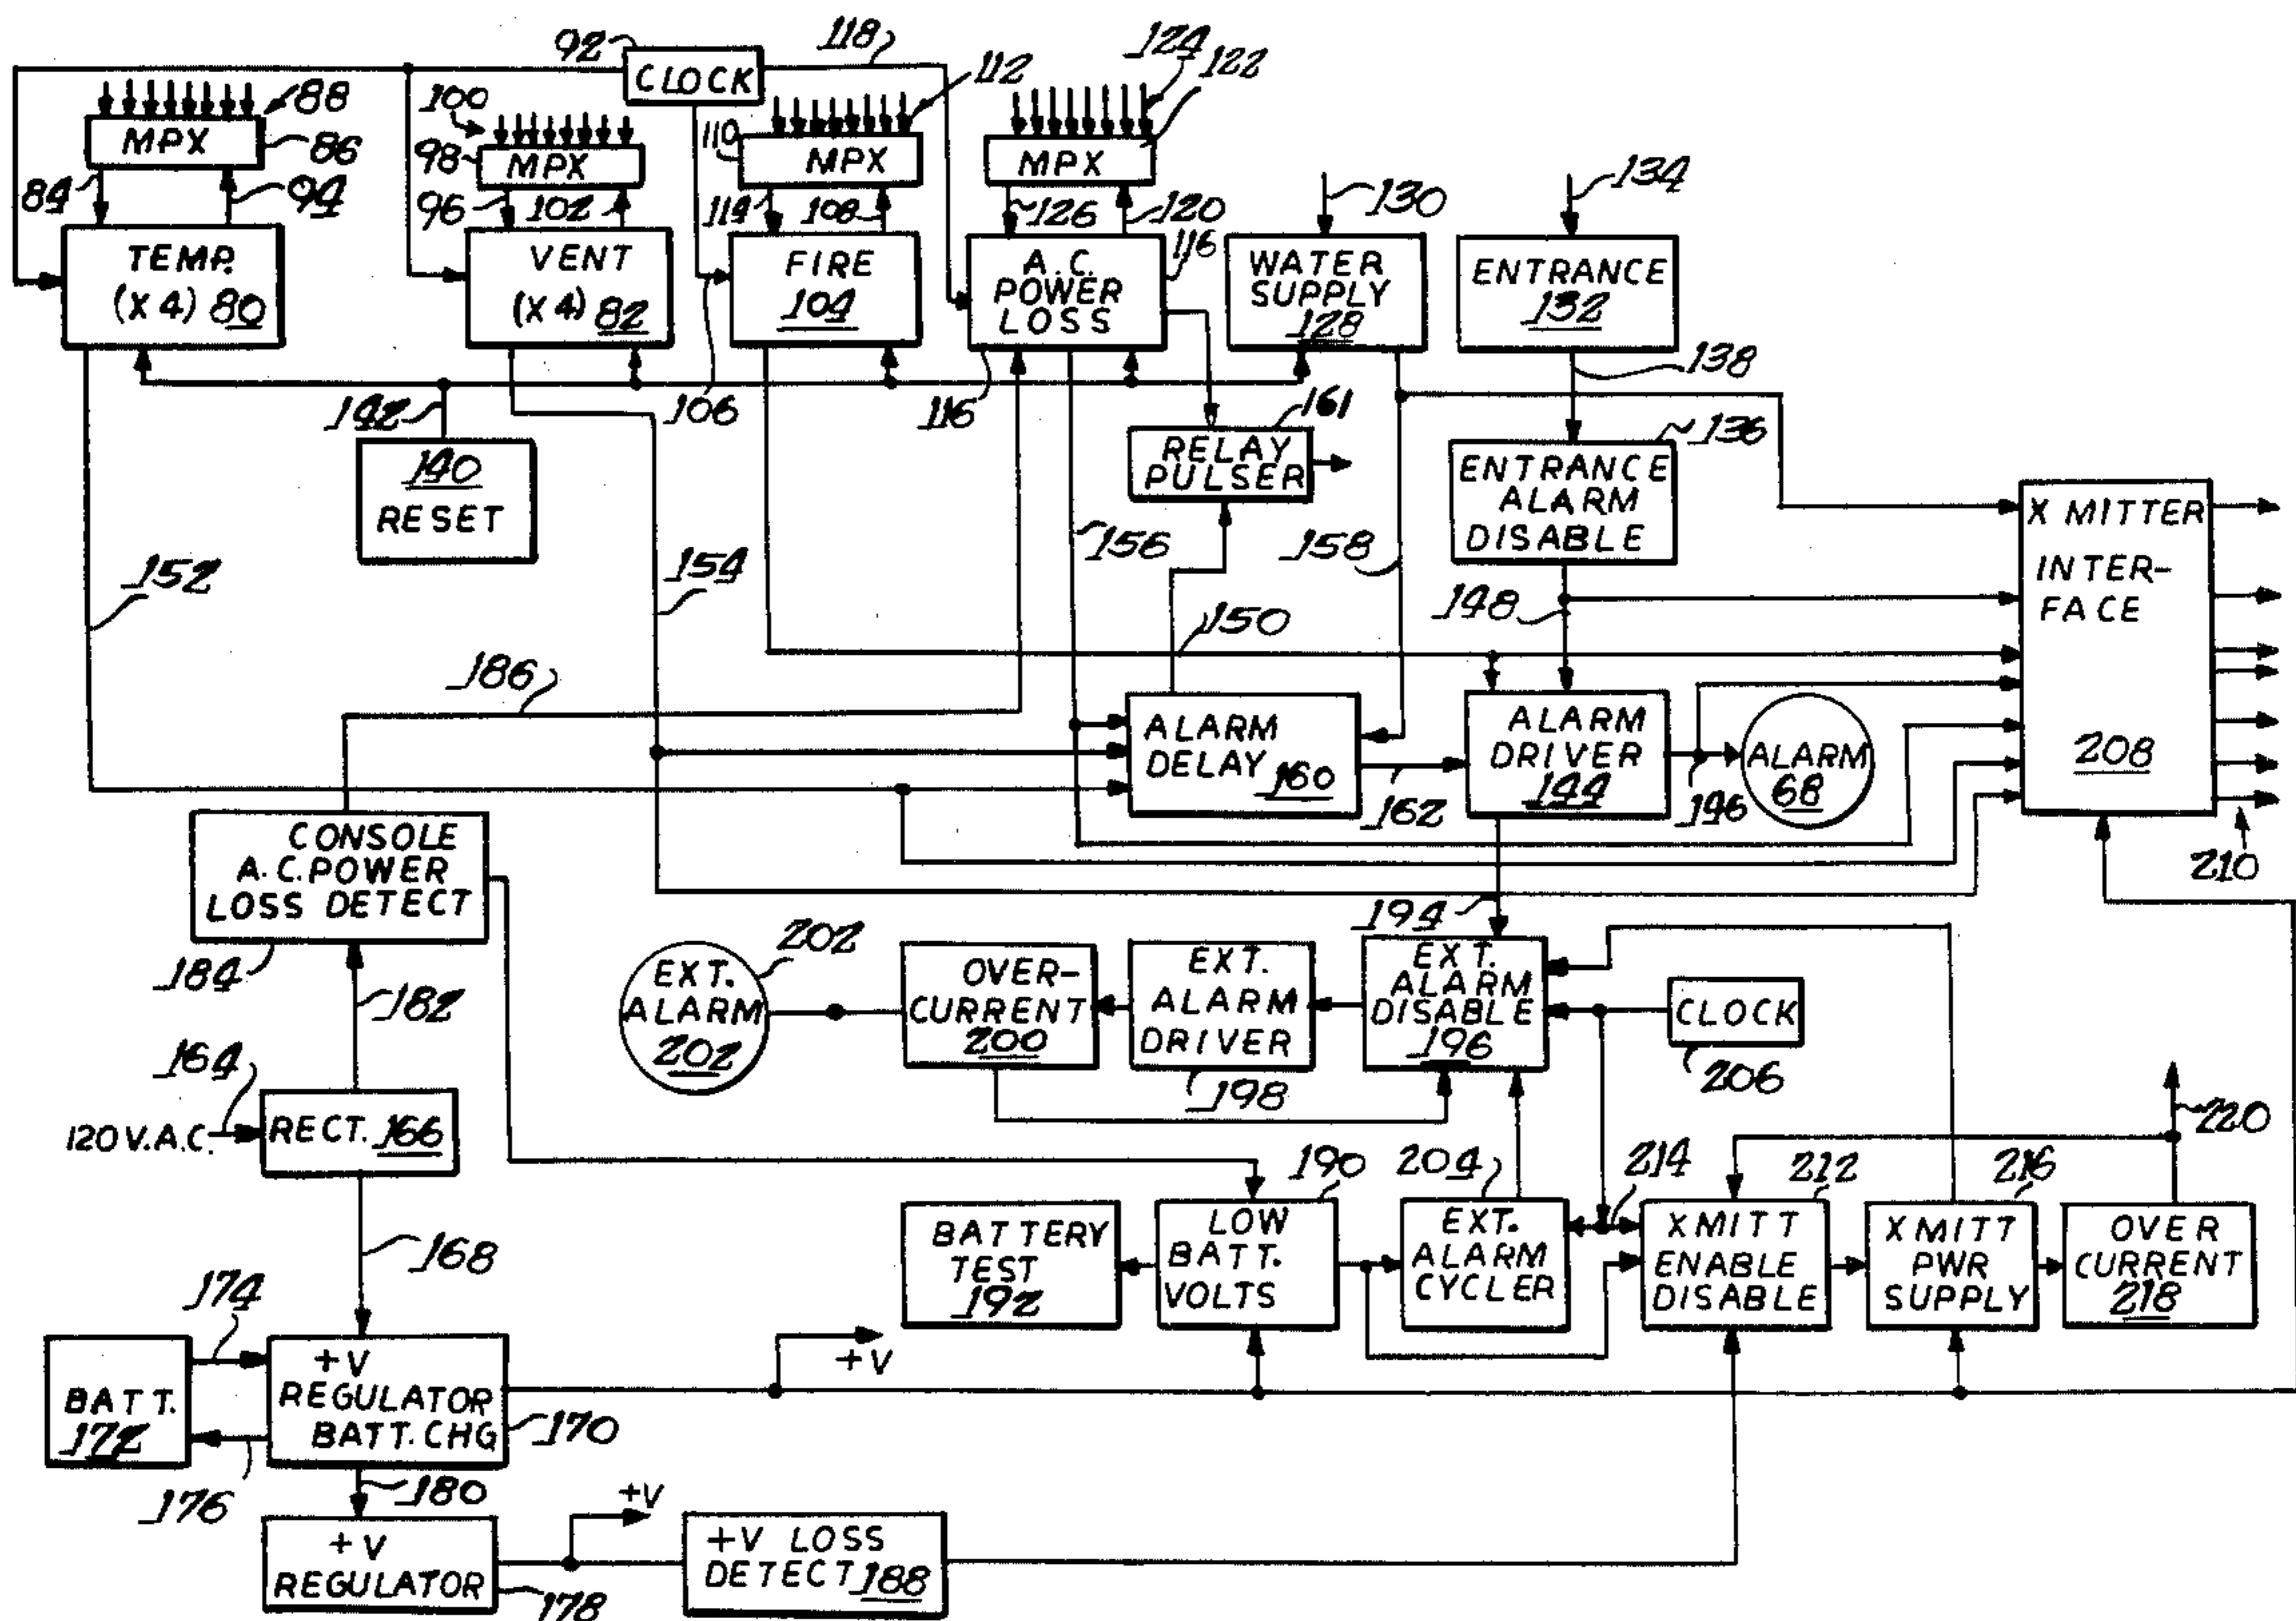 92
CLOCK
118
112
124
122
88
MPX
86
84
94
100
98
MPX
96
102
110
MPX
114
108
MPX
126
120
116
130
134
TEMP.
(X4) 80
VENT
(X4) 82
FIRE
104
A.C.
POWER
LOSS
WATER
SUPPLY
128
ENTRANCE
132
138
142
106
116
161
136
140
RESET
RELAY
PULSER
ENTRANCE
ALARM
DISABLE
X MITTER
INTER-
FACE
208
152
154
156
158
148
150
186
ALARM
DELAY 160
162
ALARM
DRIVER
144
146
ALARM
68
210
CONSOLE
A.C. POWER
LOSS DETECT
184
182
194
202
EXT.
ALARM
202
OVER-
CURRENT
200
EXT.
ALARM
DRIVER
198
EXT.
ALARM
DISABLE
196
CLOCK
206
164
120 V.A.C.
RECT. 166
168
190
204
214
212
216
220
BATTERY
TEST
192
LOW
BATT.
VOLTS
EXT.
ALARM
CYCLER
XMITT
ENABLE
DISABLE
XMITT
PWR
SUPPLY
OVER
CURRENT
218
174
BATT.
172
176
+V
REGULATOR
BATT. CHG
170
+V
180
+V
REGULATOR
178
+V
+V LOSS
DETECT 188